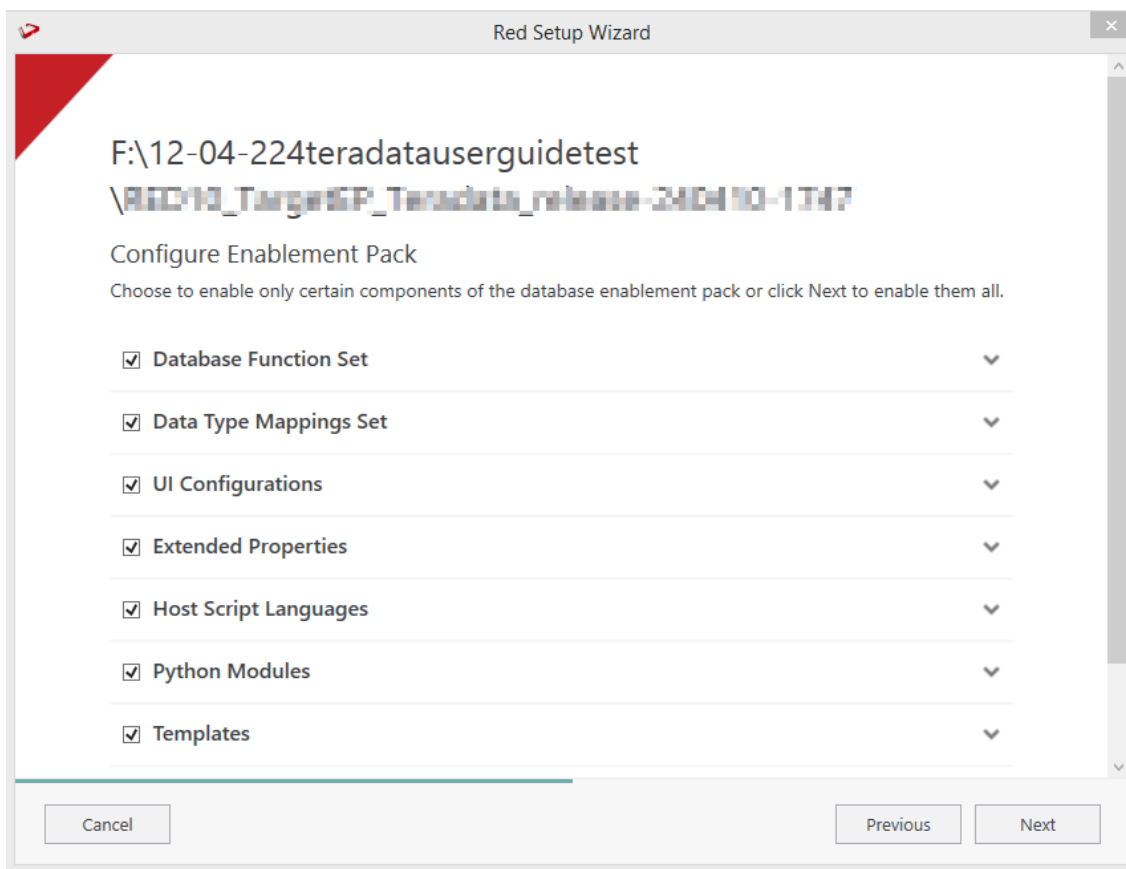 Red Setup Wizard
F:\12-04-224teradatauserguidetest
Configure Enablement Pack
Choose to enable only certain components of the database enablement pack or click Next to enable them all.
Database Function Set
Data Type Mappings Set
UI Configurations
Extended Properties
Host Script Languages
Python Modules
Templates
Cancel
Previous
Next